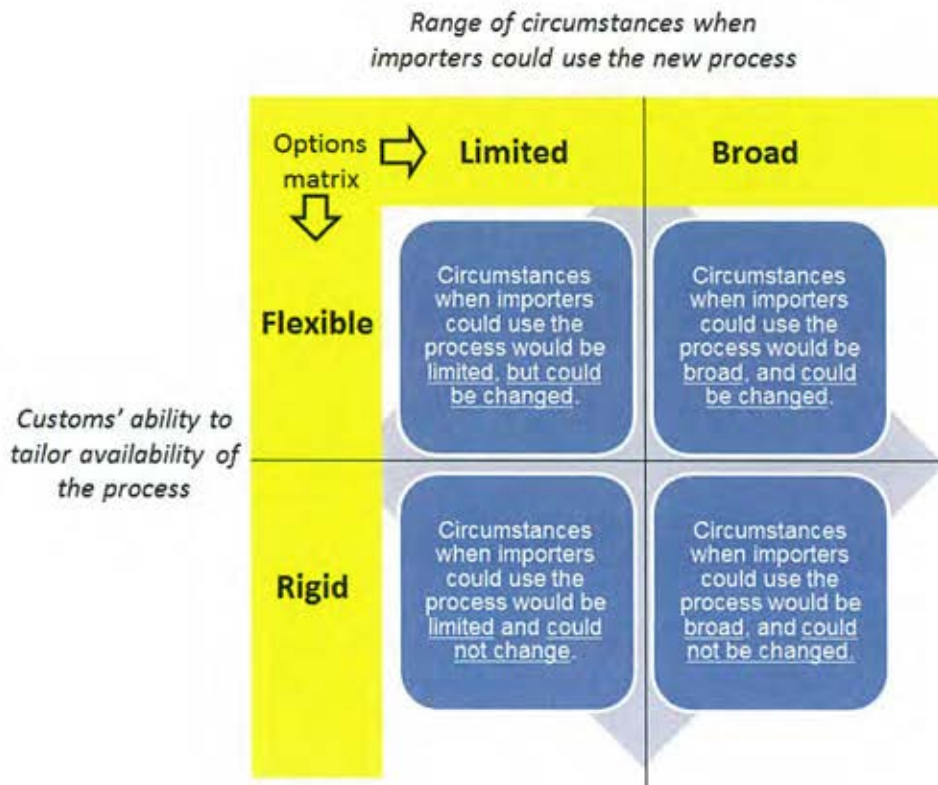 Range of circumstances when
importers could use the new process
Options
matrix
Limited
Broad
Flexible
Circumstances
when importers
could use the
process would be
limited, but could
be changed.
Circumstances
when importers
could use the
process would be
broad, and could
be changed.
Customs' ability to
tailor availability of
the process
Rigid
Circumstances
when importers
could use the
process would be
limited and could
not change.
Circumstances
when importers
could use the
process would be
broad, and could
not be changed.